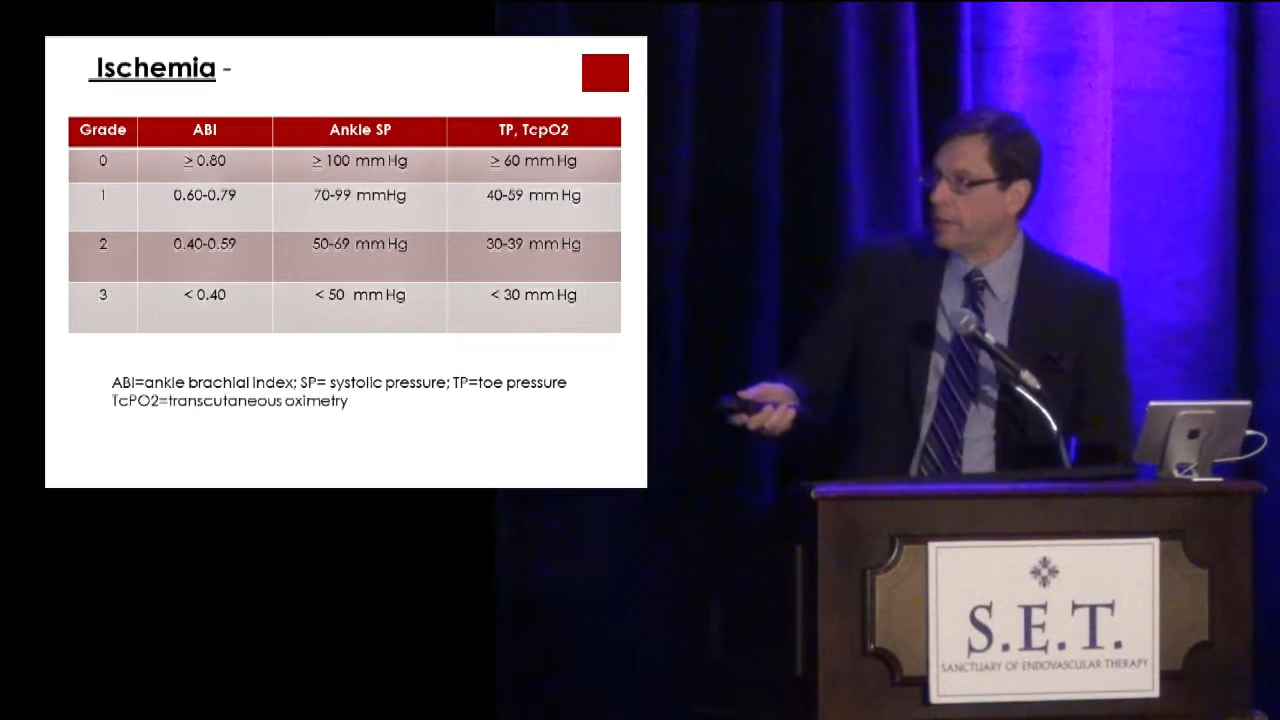 Ischemia -
Grade ABI Ankle SP TP, TcpO2
0 ≥ 0.80 ≥ 100 mm Hg ≥ 60 mm Hg
1 0.60-0.79 70-99 mmHg 40-59 mm Hg
2 0.40-0.59 50-69 mm Hg 30-39 mm Hg
3 < 0.40 < 50 mm Hg < 30 mm Hg
ABI=ankle brachial index; SP= systolic pressure; TP=toe pressure
TcPO2=transcutaneous oximetry
S.E.T.
SANCTUARY OF ENDOVASCULAR THERAPY